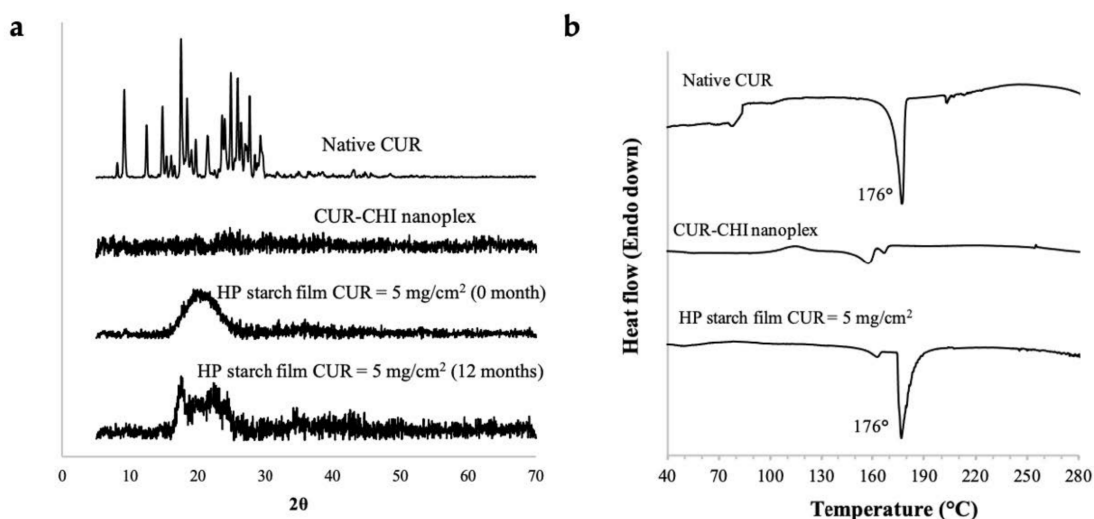 a
Native CUR
CUR-CHI nanoplex
HP starch film CUR = 5 mg/cm² (0 month)
HP starch film CUR = 5 mg/cm² (12 months)
0 10 20 30 40 50 60 70
2θ
b
Heat flow (Endo down)
Native CUR
176°
CUR-CHI nanoplex
HP starch film CUR = 5 mg/cm²
176°
40 70 100 130 160 190 220 250 280
Temperature (°C)